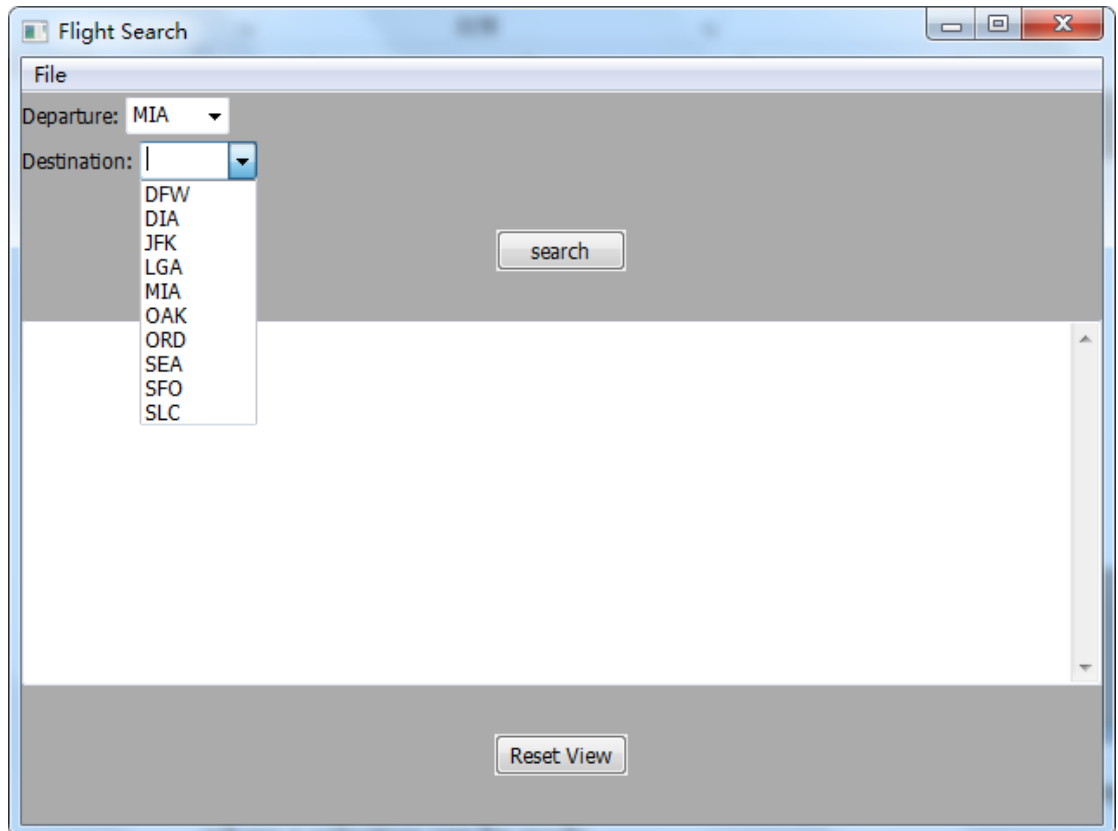 Flight Search
File
Departure: MIA
Destination:
DFW
DIA
JFK
LGA
MIA
OAK
ORD
SEA
SFO
SLC
search
Reset View